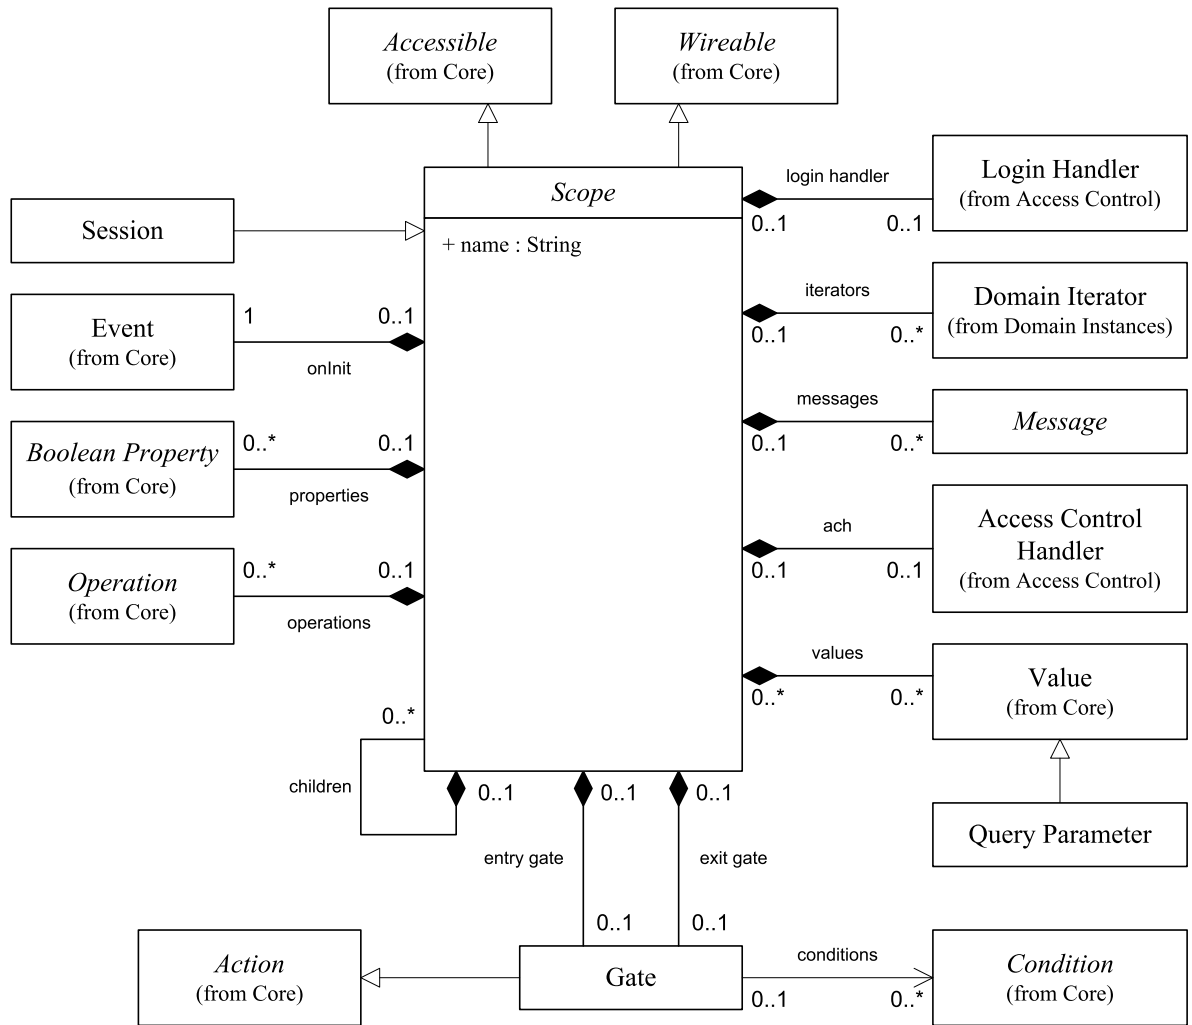 Accessible
(from Core)
Wireable
(from Core)
Scope
+ name : String
Session
Event
(from Core)
1
0..1
onInit
Boolean Property
(from Core)
0..*
0..1
properties
Operation
(from Core)
0..*
0..1
operations
0..*
children
0..1
login handler
0..1
0..1
Login Handler
(from Access Control)
iterators
0..1
0..*
Domain Iterator
(from Domain Instances)
messages
0..1
0..*
Message
ach
0..1
0..1
Access Control
Handler
(from Access Control)
values
0..*
0..*
Value
(from Core)
Query Parameter
0..1
entry gate
0..1
0..1
exit gate
0..1
Gate
Action
(from Core)
conditions
0..1
0..*
Condition
(from Core)